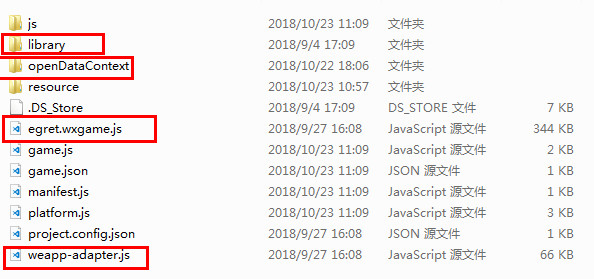 js 2018/10/23 11:09 文件夹
library 2018/9/4 17:09 文件夹
openDataContext 2018/10/22 18:06 文件夹
resource 2018/10/23 10:57 文件夹
.DS_Store 2018/9/4 17:09 DS_STORE 文件 7 KB
egret.wxgame.js 2018/9/27 16:08 JavaScript 源文件 344 KB
game.js 2018/10/23 11:09 JavaScript 源文件 2 KB
game.json 2018/10/23 11:09 JSON 源文件 1 KB
manifest.js 2018/10/23 11:09 JavaScript 源文件 1 KB
platform.js 2018/10/23 11:09 JavaScript 源文件 3 KB
project.config.json 2018/9/27 16:08 JSON 源文件 1 KB
weapp-adapter.js 2018/9/27 16:08 JavaScript 源文件 66 KB